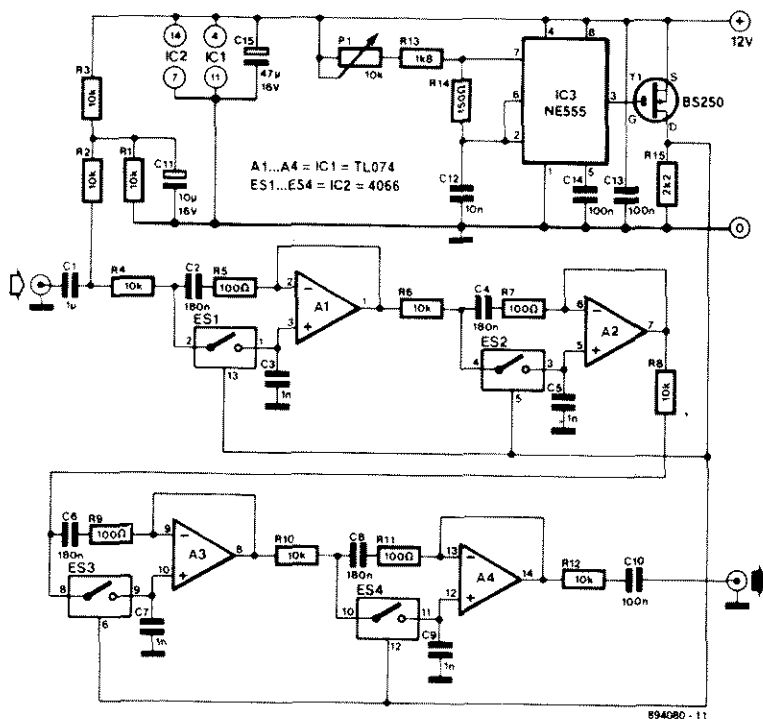 R3
10k
14
4
IC2
IC1
7
11
C15
47µ
16V
P1
10k
R13
1k8
R14
150Ω
7
6
2
4
8
IC3
NE555
3
1
5
T1
S
G
D
BS250
+
12V
R2
10k
R1
10k
C11
10µ
16V
A1...A4 = IC1 = TL074
ES1...ES4 = IC2 = 4066
C12
10n
C14
100n
C13
100n
R15
2k2
0
C1
1µ
R4
10k
C2
180n
R5
100Ω
2
A1
1
3
ES1
2
1
13
C3
1n
R6
10k
C4
180n
R7
100Ω
6
A2
7
5
ES2
4
3
5
C5
1n
R8
10k
C6
180n
R9
100Ω
9
A3
8
10
ES3
8
9
6
C7
1n
R10
10k
C8
180n
R11
100Ω
13
A4
14
12
ES4
10
11
12
C9
1n
R12
10k
C10
100n
894080 - 11